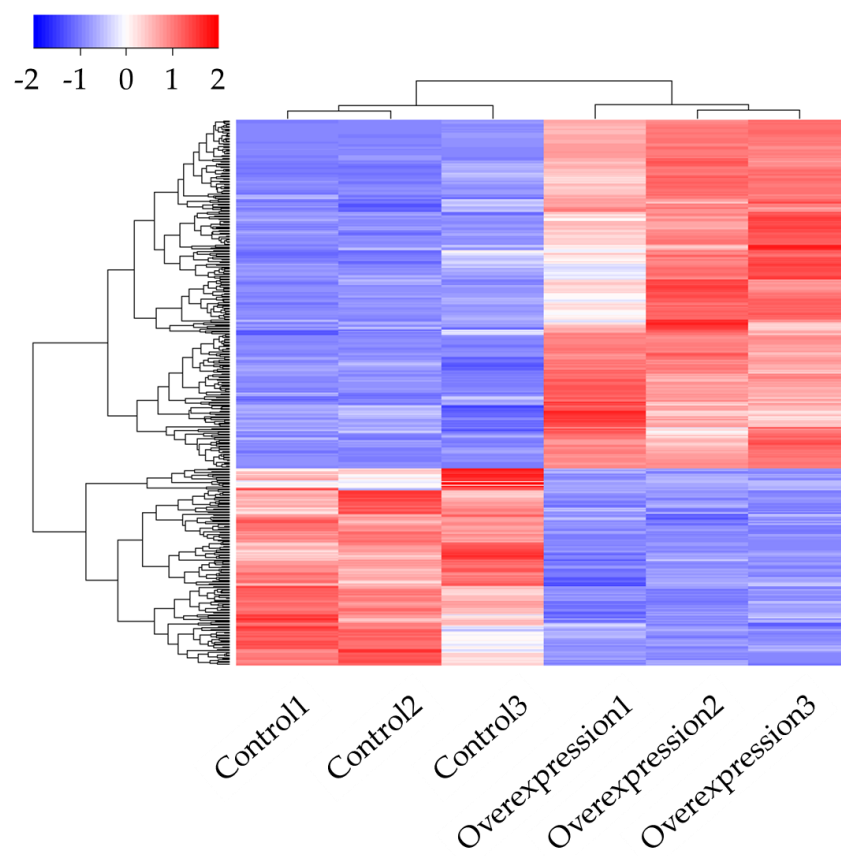 -2 -1 0 1 2
Control1
Control2
Control3
Overexpression1
Overexpression2
Overexpression3